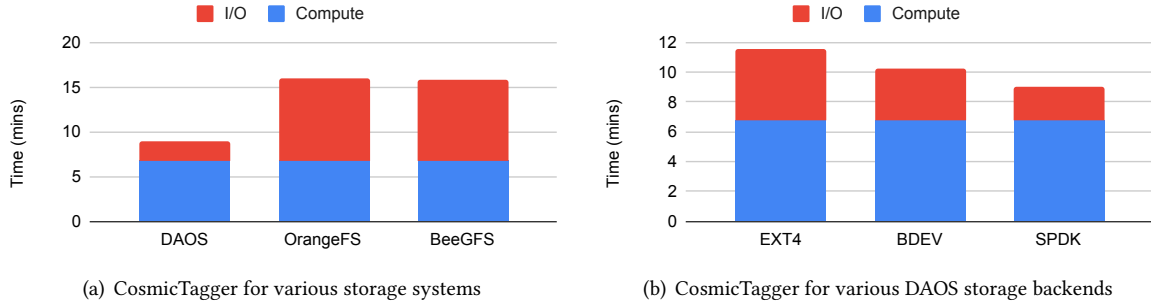 I/O Compute
Time (mins)
20
15
10
5
0
DAOS OrangeFS BeeGFS
(a) CosmicTagger for various storage systems
I/O Compute
Time (mins)
12
10
8
6
4
2
0
EXT4 BDEV SPDK
(b) CosmicTagger for various DAOS storage backends